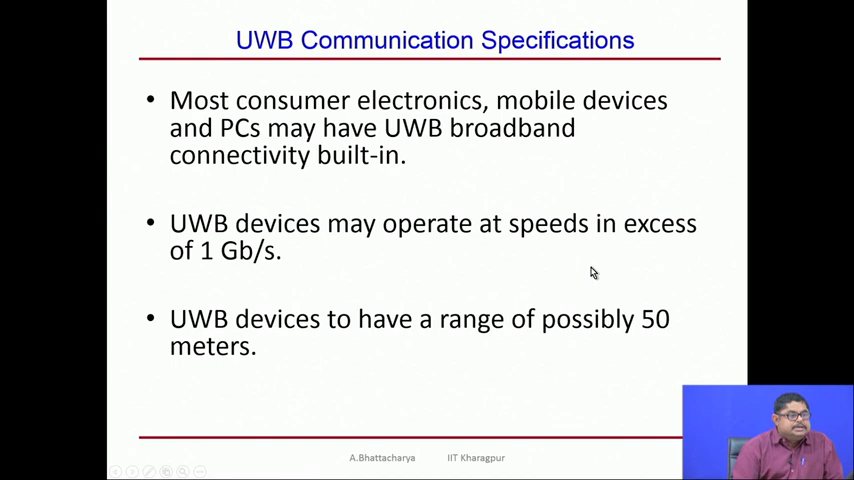 UWB Communication Specifications
• Most consumer electronics, mobile devices
and PCs may have UWB broadband
connectivity built-in.
• UWB devices may operate at speeds in excess
of 1 Gb/s.
• UWB devices to have a range of possibly 50
meters.
A.Bhattacharya IIT Kharagpur